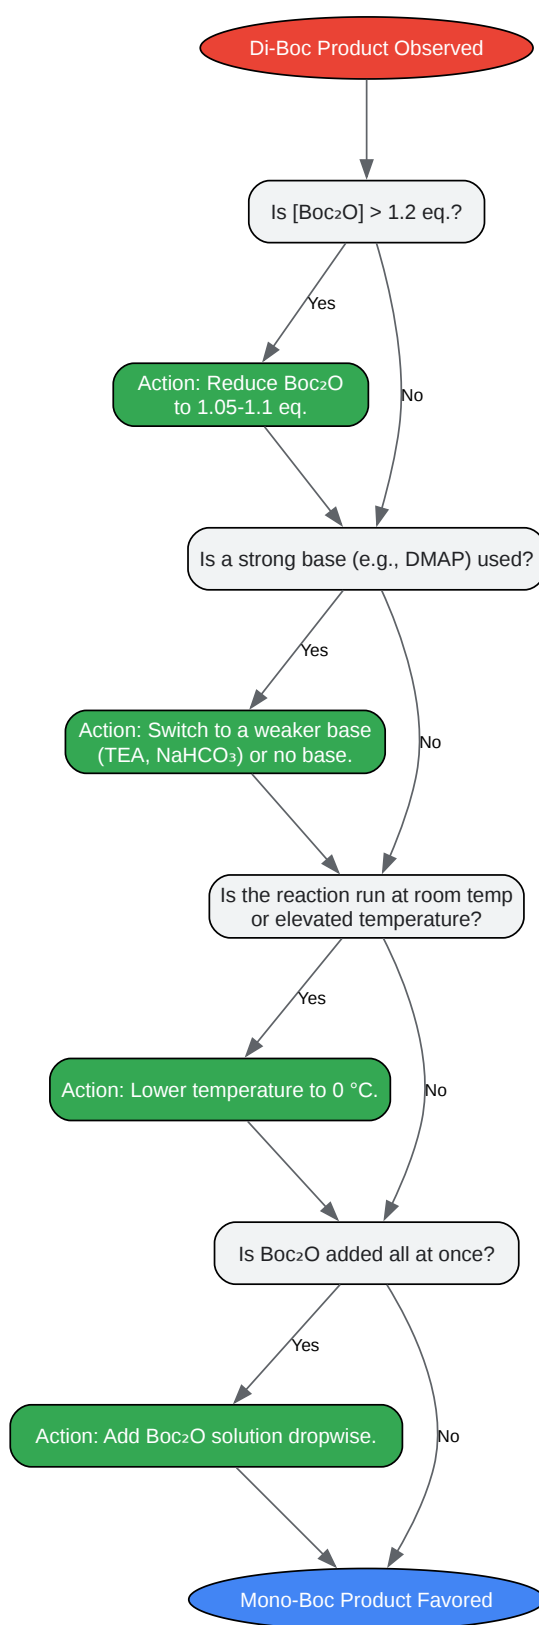 Di-Boc Product Observed
Is [Boc₂O] > 1.2 eq.?
Yes
Action: Reduce Boc₂O
to 1.05-1.1 eq.
No
Is a strong base (e.g., DMAP) used?
Yes
Action: Switch to a weaker base
(TEA, NaHCO₃) or no base.
No
Is the reaction run at room temp
or elevated temperature?
Yes
Action: Lower temperature to 0 °C.
No
Is Boc₂O added all at once?
Yes
Action: Add Boc₂O solution dropwise.
No
Mono-Boc Product Favored